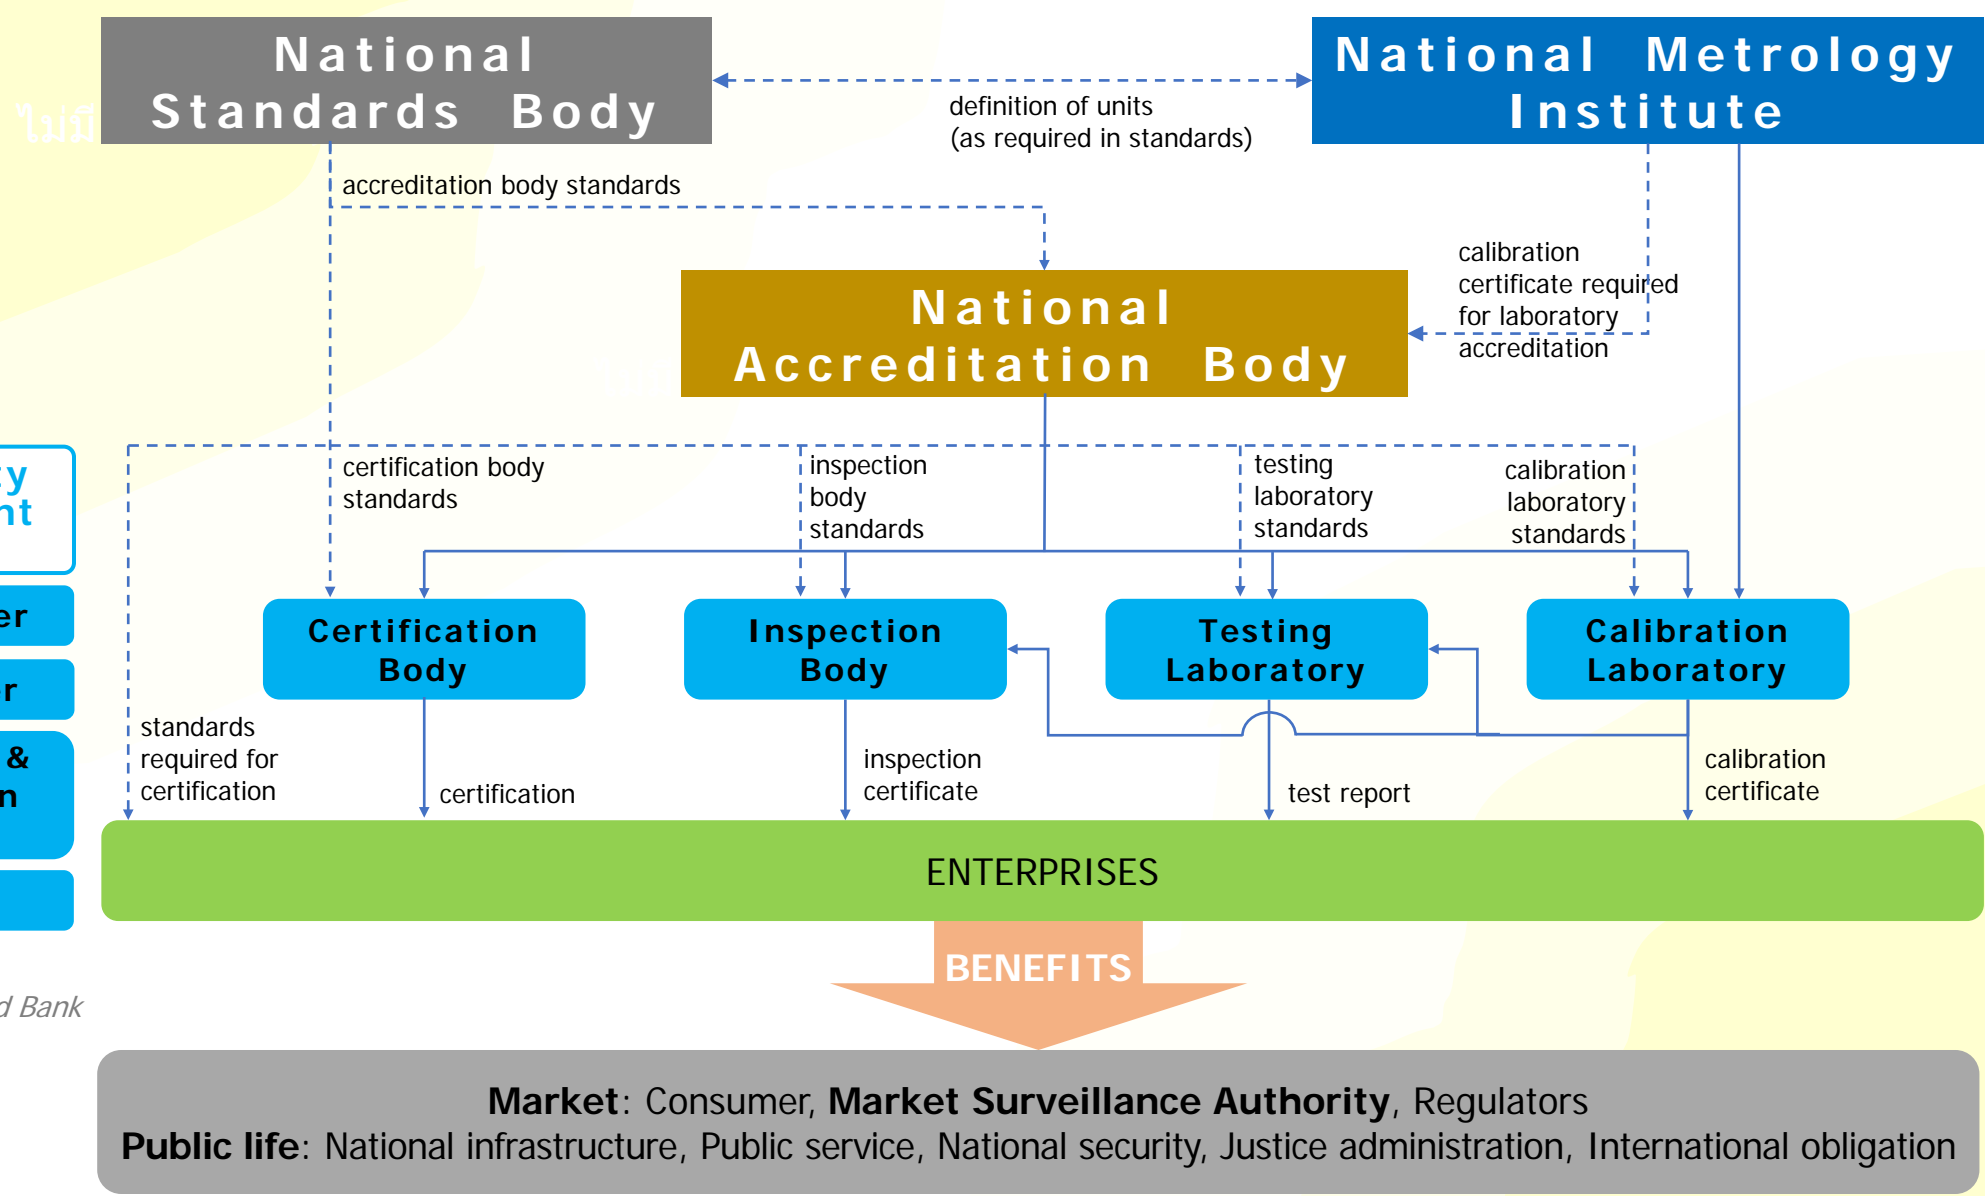 National
Standards Body
National Metrology
Institute
ไม่มี
definition of units
(as required in standards)
accreditation body standards
calibration
certificate required
for laboratory
accreditation
National
Accreditation Body
certification body
standards
inspection
body
standards
testing
laboratory
standards
calibration
laboratory
standards
Certification
Body
Inspection
Body
Testing
Laboratory
Calibration
Laboratory
standards
required for
certification
certification
inspection
certificate
test report
calibration
certificate
ENTERPRISES
BENEFITS
&
Bank
Market: Consumer, Market Surveillance Authority, Regulators
Public life: National infrastructure, Public service, National security, Justice administration, International obligation